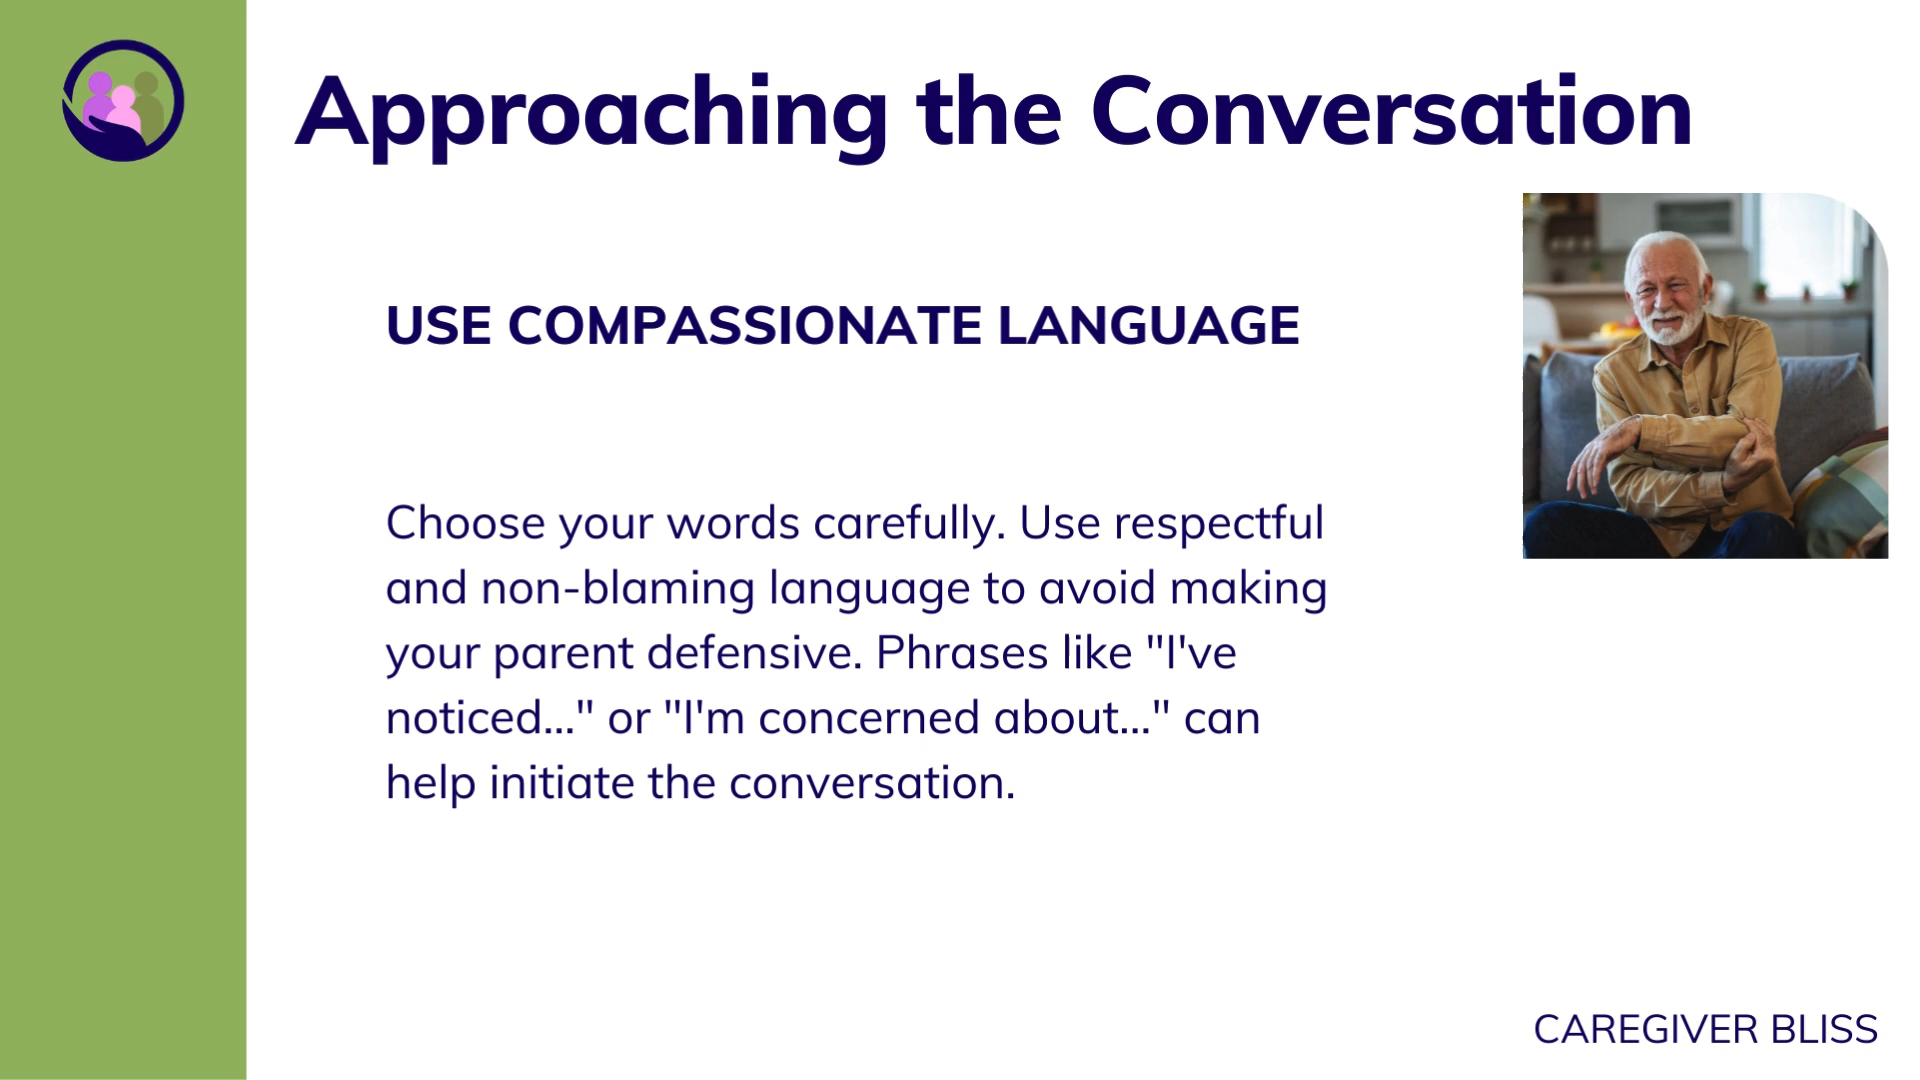 Approaching the Conversation
USE COMPASSIONATE LANGUAGE
Choose your words carefully. Use respectful
and non-blaming language to avoid making
your parent defensive. Phrases like "I've
noticed..." or "I'm concerned about..." can
help initiate the conversation.
CAREGIVER BLISS